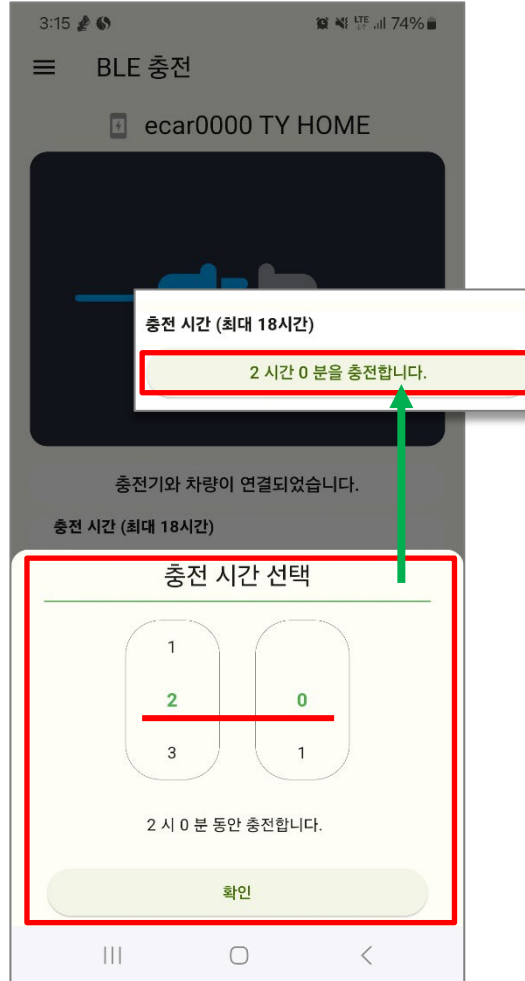 3:15 LTE 74%
BLE 충전
ecar0000 TY HOME
충전 시간 (최대 18시간)
2 시간 0 분을 충전합니다.
충전기와 차량이 연결되었습니다.
충전 시간 (최대 18시간)
충전 시간 선택
1
2 0
3 1
2 시 0 분 동안 충전합니다.
확인